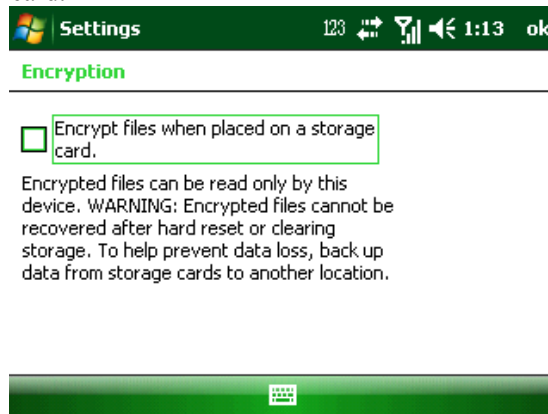 Settings 123 1:13 ok
Encryption
Encrypt files when placed on a storage
card.
Encrypted files can be read only by this
device. WARNING: Encrypted files cannot be
recovered after hard reset or clearing
storage. To help prevent data loss, back up
data from storage cards to another location.